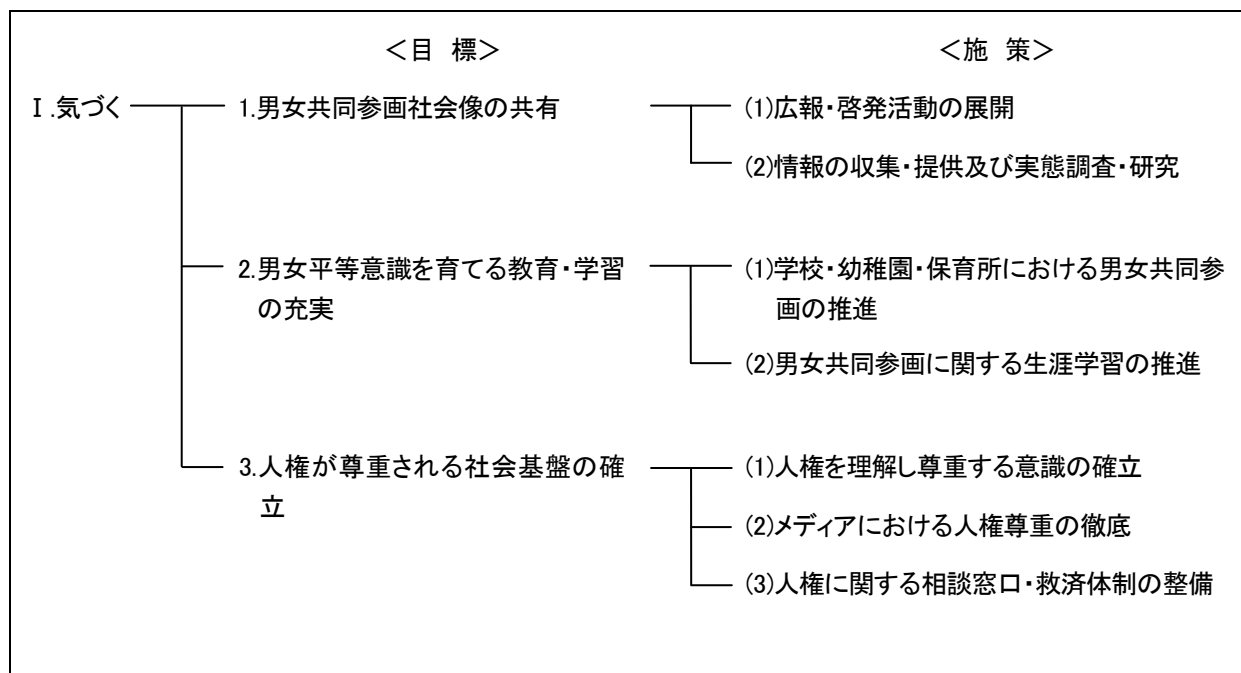 ＜目 標＞ ＜施 策＞
Ⅰ.気づく 1.男女共同参画社会像の共有 (1)広報・啓発活動の展開
(2)情報の収集・提供及び実態調査・研究
2.男女平等意識を育てる教育・学習 (1)学校・幼稚園・保育所における男女共同参
の充実 画の推進
(2)男女共同参画に関する生涯学習の推進
3.人権が尊重される社会基盤の確 (1)人権を理解し尊重する意識の確立
立
(2)メディアにおける人権尊重の徹底
(3)人権に関する相談窓口・救済体制の整備